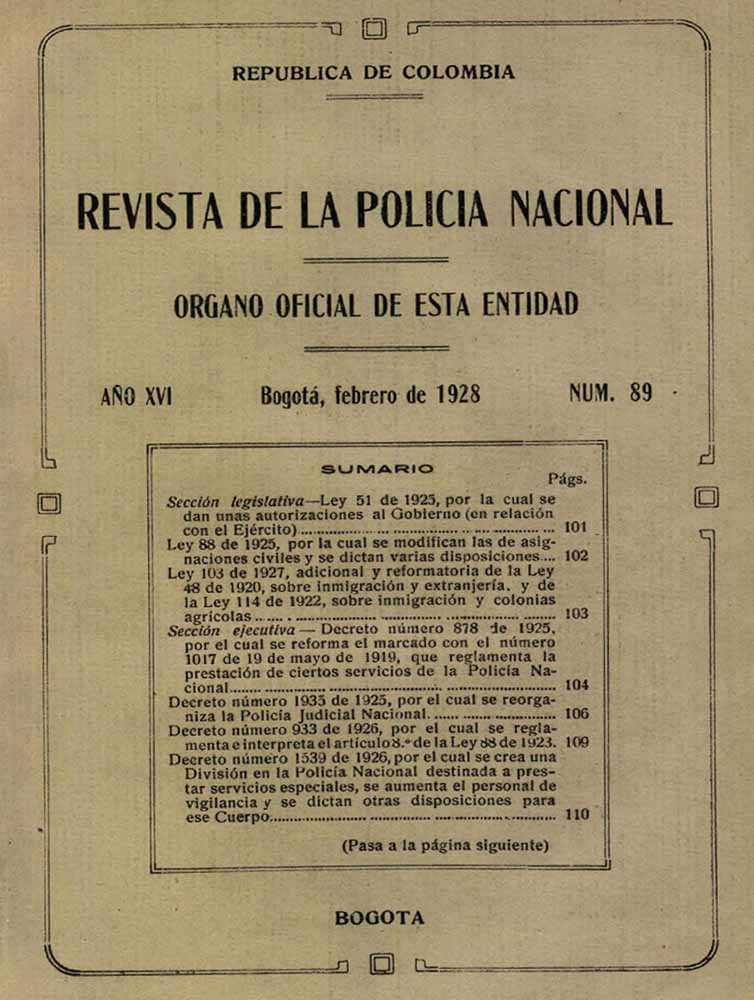 REPUBLICA DE COLOMBIA
REVISTA DE LA POLICIA NACIONAL
ORGANO OFICIAL DE ESTA ENTIDAD
AÑO XVI Bogotá, febrero de 1928 NUM. 89
SUMARIO
Págs.
Sección legislativa—Ley 51 de 1925, por la cual se
dan unas autorizaciones al Gobierno (en relación
con el Ejército)........................................................ 101
Ley 88 de 1925, por la cual se modifican las de asig-
naciones civiles y se dictan varias disposiciones.... 102
Ley 103 de 1927, adicional y reformatoria de la Ley
48 de 1920, sobre inmigración y extranjería, y de
la Ley 114 de 1922, sobre inmigración y colonias
agrícolas................................................................ 103
Sección ejecutiva — Decreto número 878 de 1925,
por el cual se reforma el marcado con el número
1017 de 19 de mayo de 1919, que reglamenta la
prestación de ciertos servicios de la Policía Na-
cional..................................................................... 104
Decreto número 1935 de 1925, por el cual se reorga-
niza la Policía Judicial Nacional............................ 106
Decreto número 933 de 1926, por el cual se regla-
menta e interpreta el artículo 8.° de la Ley 88 de 1923. 109
Decreto número 1539 de 1926, por el cual se crea una
División en la Policía Nacional destinada a pres-
tar servicios especiales, se aumenta el personal de
vigilancia y se dictan otras disposiciones para
ese Cuerpo............................................................. 110
(Pasa a la página siguiente)
BOGOTA